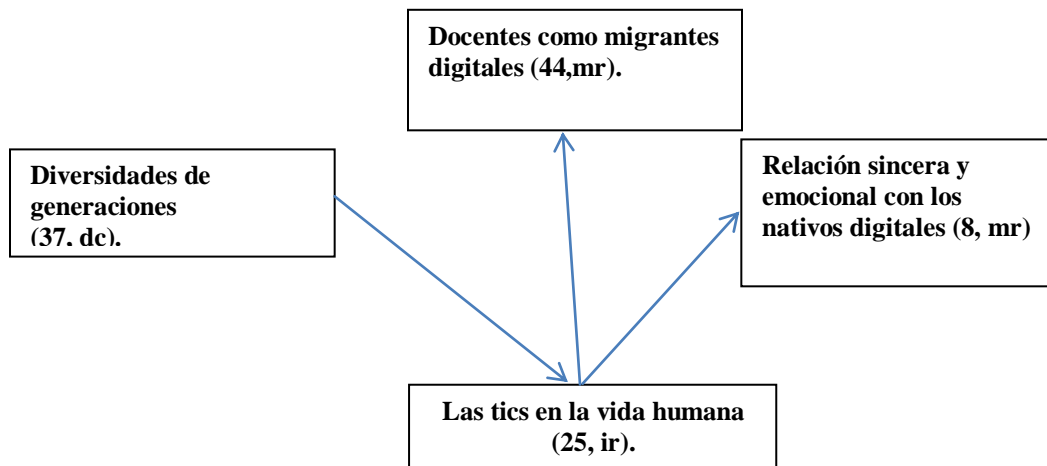 Docentes como migrantes
digitales (44,mr).
Diversidades de
generaciones
(37, dc).
Relación sincera y
emocional con los
nativos digitales (8, mr)
Las tics en la vida humana
(25, ir).